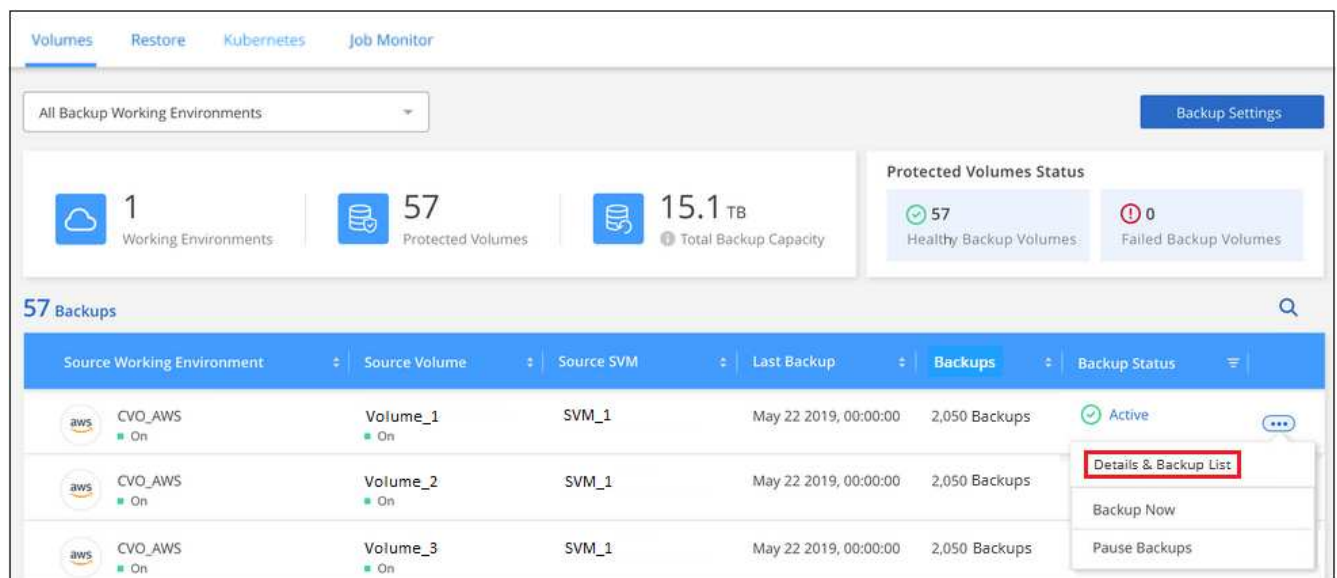 Volumes Restore Kubernetes Job Monitor
All Backup Working Environments
Backup Settings
1
Working Environments
57
Protected Volumes
15.1 TB
Total Backup Capacity
Protected Volumes Status
57
Healthy Backup Volumes
0
Failed Backup Volumes
57 Backups
Source Working Environment Source Volume Source SVM Last Backup Backups Backup Status
aws CVO_AWS Volume_1 SVM_1 May 22 2019, 00:00:00 2,050 Backups Active
On On
Details & Backup List
aws CVO_AWS Volume_2 SVM_1 May 22 2019, 00:00:00 2,050 Backups
On On
Backup Now
aws CVO_AWS Volume_3 SVM_1 May 22 2019, 00:00:00 2,050 Backups
On On
Pause Backups